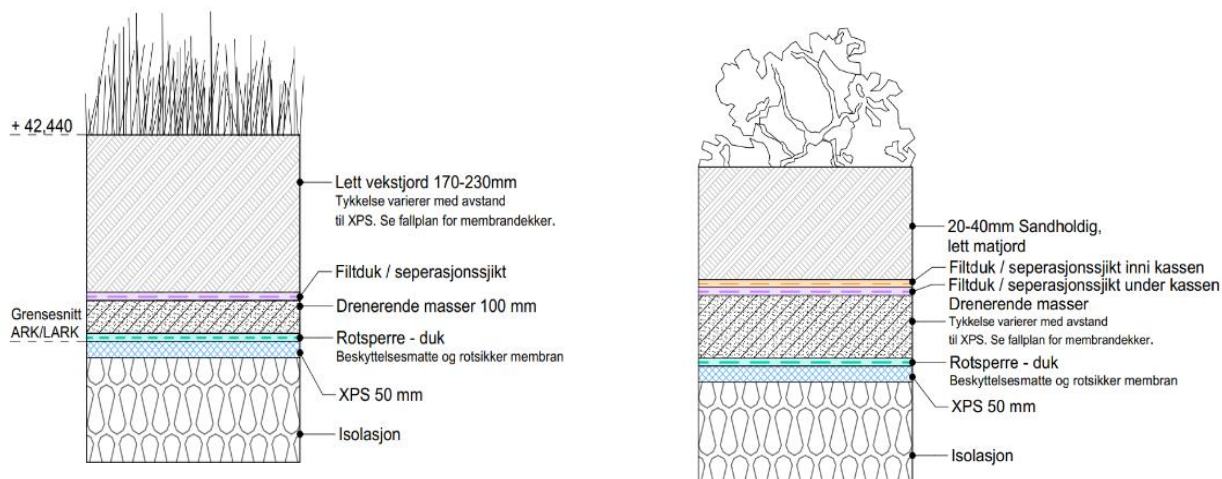 + 42,440
Lett vekstjord 170-230mm
Tykkelse varierer med avstand
til XPS. Se fallplan for membrandekker.
Filtduk / seperasjonssjikt
Drenerende masser 100 mm
Grensesnitt
ARK/LARK
Rotsperre - duk
Beskyttelsesmatte og rotsikker membran
XPS 50 mm
Isolasjon
20-40mm Sandholdig,
lett matjord
Filtduk / seperasjonssjikt inni kassen
Filtduk / seperasjonssjikt under kassen
Drenerende masser
Tykkelse varierer med avstand
til XPS. Se fallplan for membrandekker.
Rotsperre - duk
Beskyttelsesmatte og rotsikker membran
XPS 50 mm
Isolasjon